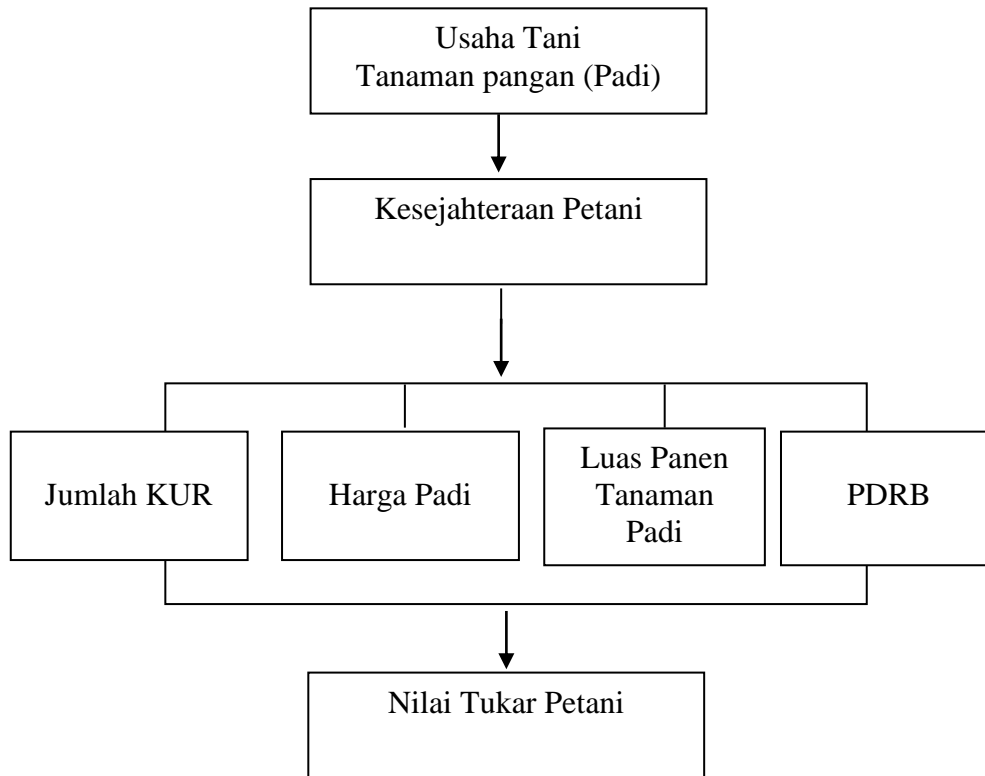 Usaha Tani
Tanaman pangan (Padi)
Kesejahteraan Petani
Jumlah KUR
Harga Padi
Luas Panen
Tanaman
Padi
PDRB
Nilai Tukar Petani